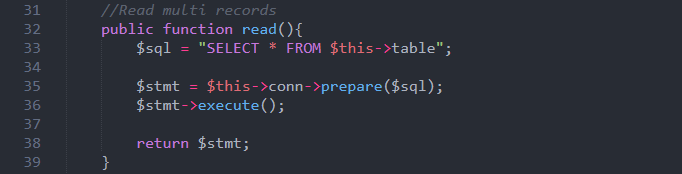 31 //Read multi records
32 public function read(){
33 $sql = "SELECT * FROM $this->table";
34
35 $stmt = $this->conn->prepare($sql);
36 $stmt->execute();
37
38 return $stmt;
39 }